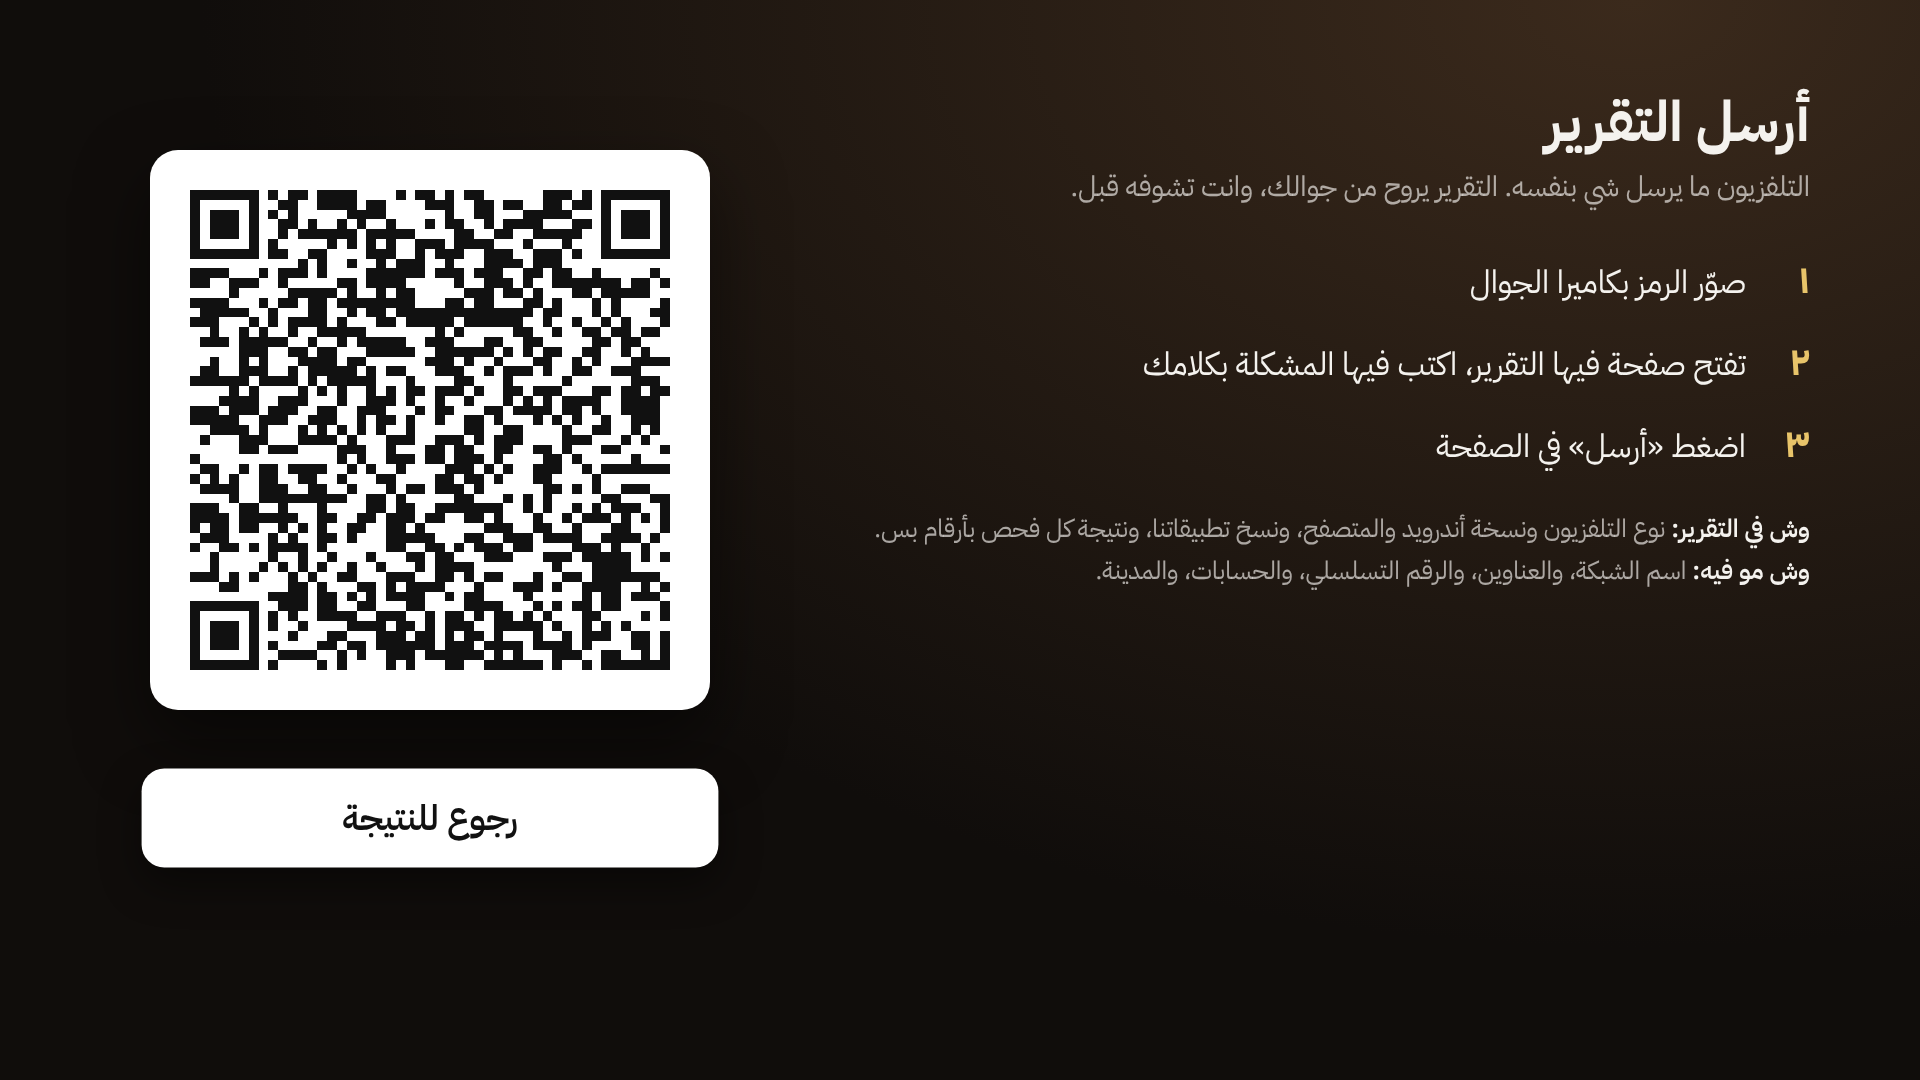 أرسل التقرير
التلفزيون ما يرسل شي بنفسه. التقرير يروح من جوالك، وانت تشوفه قبل.
١ صوّر الرمز بكاميرا الجوال
٢ تفتح صفحة فيها التقرير، اكتب فيها المشكلة بكلامك
٣ اضغط «أرسل» في الصفحة
وش في التقرير: نوع التلفزيون ونسخة أندرويد والمتصفح، ونسخ تطبيقاتنا، ونتيجة كل فحص بأرقام بس.
وش مو فيه: اسم الشبكة، والعناوين، والرقم التسلسلي، والحسابات، والمدينة.
رجوع للنتيجة